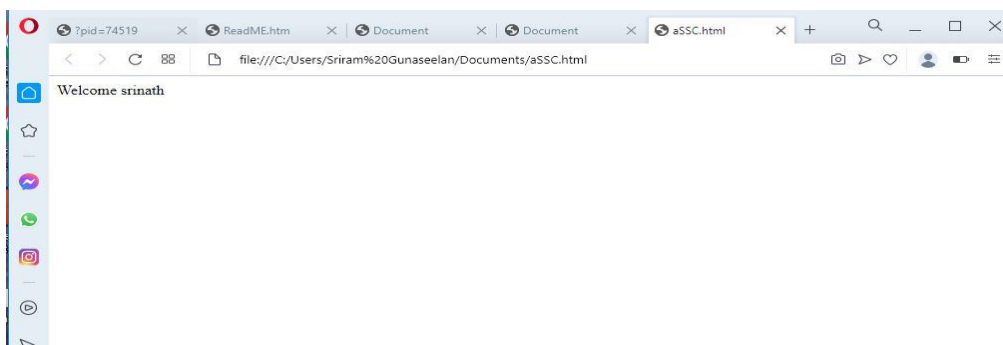 ?pid=74519
ReadME.htm
Document
Document
aSSC.html
file:///C:/Users/Sriram%20Gunaseelan/Documents/aSSC.html
Welcome srinath